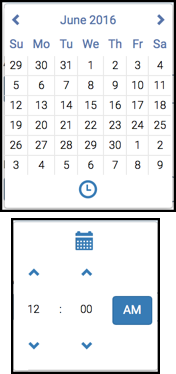 June 2016
Su Mo Tu We Th Fr Sa
29 30 31 1 2 3 4
5 6 7 8 9 10 11
12 13 14 15 16 17 18
19 20 21 22 23 24 25
26 27 28 29 30 1 2
3 4 5 6 7 8 9
12 : 00 AM